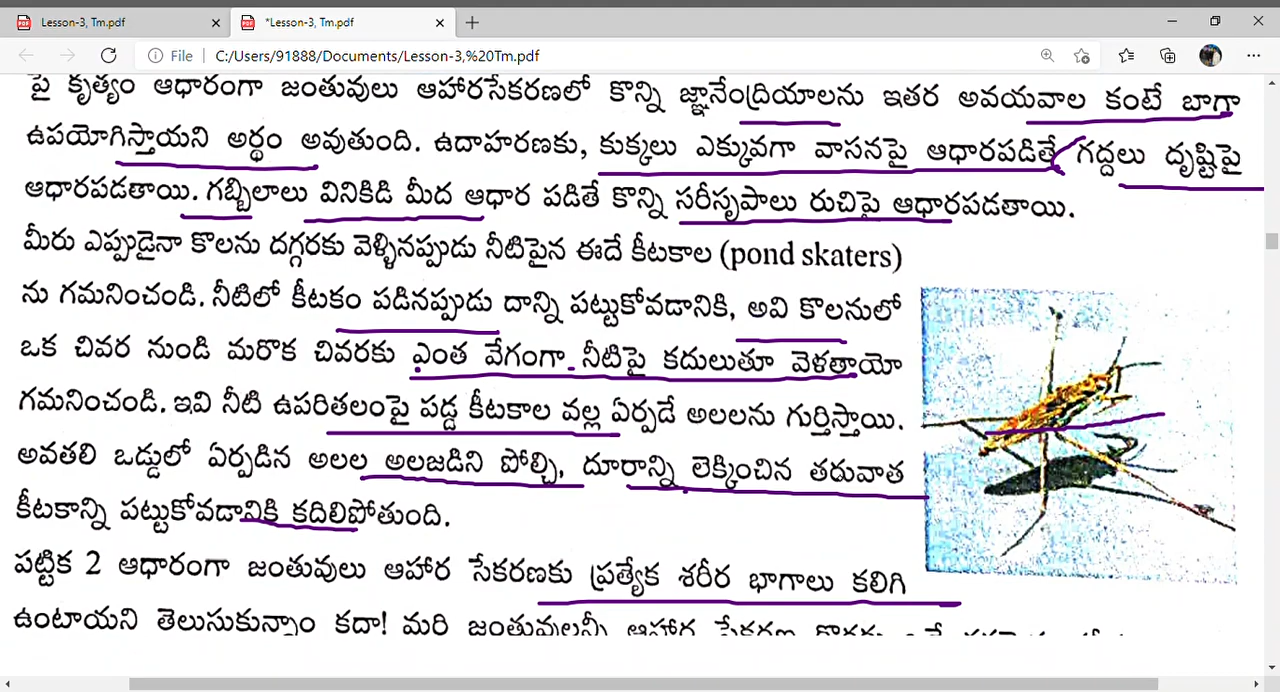 Lesson-3, Tm.pdf
*Lesson-3, Tm.pdf
File C:/Users/91888/Documents/Lesson-3,%20Tm.pdf
పై కృత్యం ఆధారంగా జంతువులు ఆహారసేకరణలో కొన్ని జ్ఞానేంద్రియాలను ఇతర అవయవాల కంటే బాగా
ఉపయోగిస్తాయని అర్థం అవుతుంది. ఉదాహరణకు, కుక్కలు ఎక్కువగా వాసనపై ఆధారపడితే గద్దలు దృష్టిపై
ఆధారపడతాయి. గబ్బిలాలు వినికిడి మీద ఆధార పడితే కొన్ని సరీసృపాలు రుచిపై ఆధారపడతాయి.
మీరు ఎప్పుడైనా కొలను దగ్గరకు వెళ్ళినప్పుడు నీటిపైన ఈదే కీటకాల (pond skaters)
ను గమనించండి. నీటిలో కీటకం పడినప్పుడు దాన్ని పట్టుకోవడానికి, అవి కొలనులో
ఒక చివర నుండి మరొక చివరకు ఎంత వేగంగా నీటిపై కదులుతూ వెళతాయో
గమనించండి. ఇవి నీటి ఉపరితలంపై పడ్డ కీటకాల వల్ల ఏర్పడే అలలను గుర్తిస్తాయి.
అవతలి ఒడ్డులో ఏర్పడిన అలల అలజడిని పోల్చి, దూరాన్ని లెక్కించిన తరువాత
కీటకాన్ని పట్టుకోవడానికి కదిలిపోతుంది.
పట్టిక 2 ఆధారంగా జంతువులు ఆహార సేకరణకు ప్రత్యేక శరీర భాగాలు కలిగి
ఉంటాయని తెలుసుకున్నాం కదా! మరి జంతువులన్నీ ఆహార సేకరణ